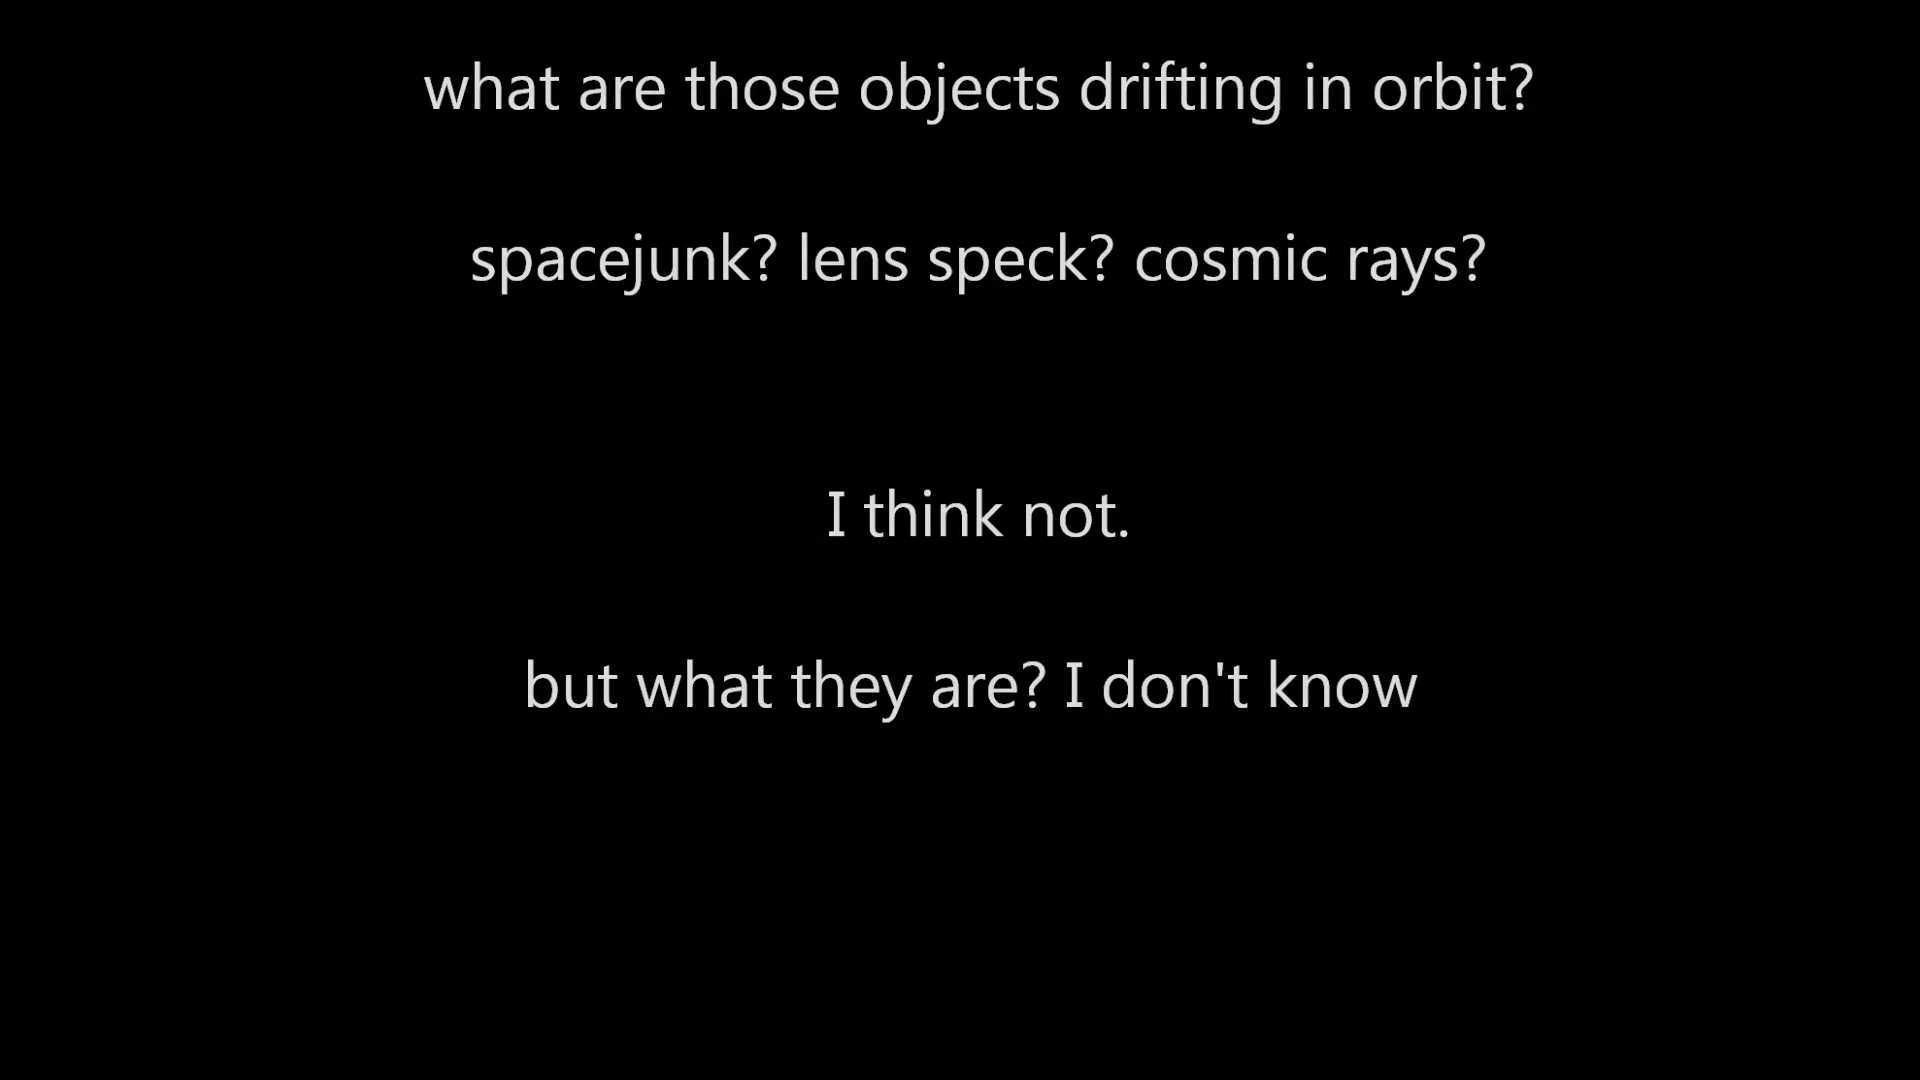 what are those objects drifting in orbit?
spacejunk? lens speck? cosmic rays?
I think not.
but what they are? I don't know